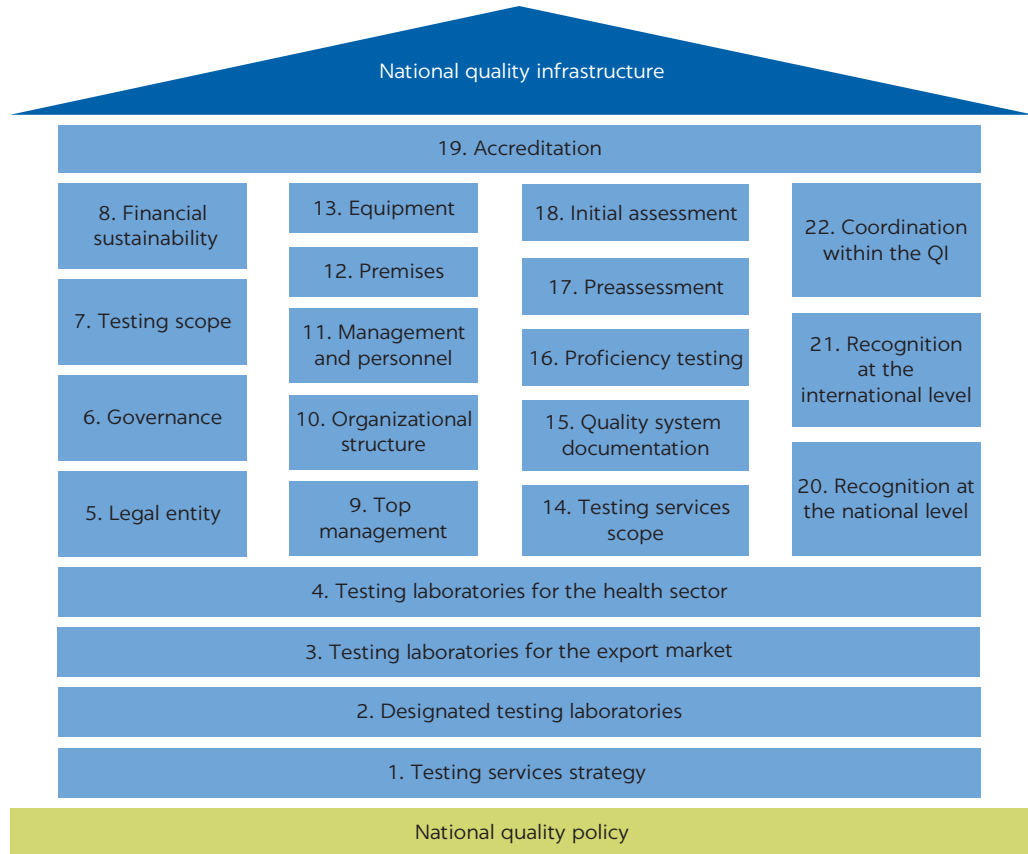 National quality infrastructure
19. Accreditation
8. Financial
sustainability
7. Testing scope
6. Governance
5. Legal entity
13. Equipment
12. Premises
11. Management
and personnel
10. Organizational
structure
9. Top
management
18. Initial assessment
17. Preassessment
16. Proficiency testing
15. Quality system
documentation
14. Testing services
scope
22. Coordination
within the QI
21. Recognition
at the
international level
20. Recognition at
the national level
4. Testing laboratories for the health sector
3. Testing laboratories for the export market
2. Designated testing laboratories
1. Testing services strategy
National quality policy